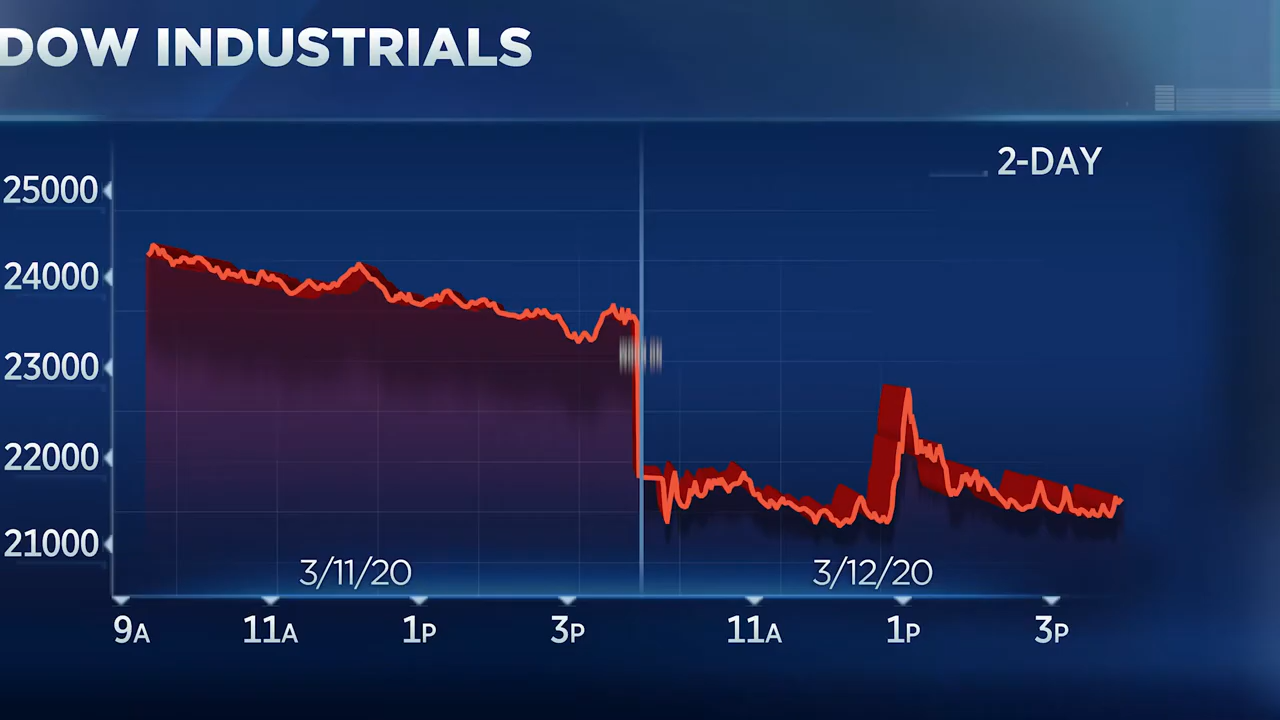 DOW INDUSTRIALS
2-DAY
25000
24000
23000
22000
21000
3/11/20 3/12/20
9A 11A 1P 3P 11A 1P 3P